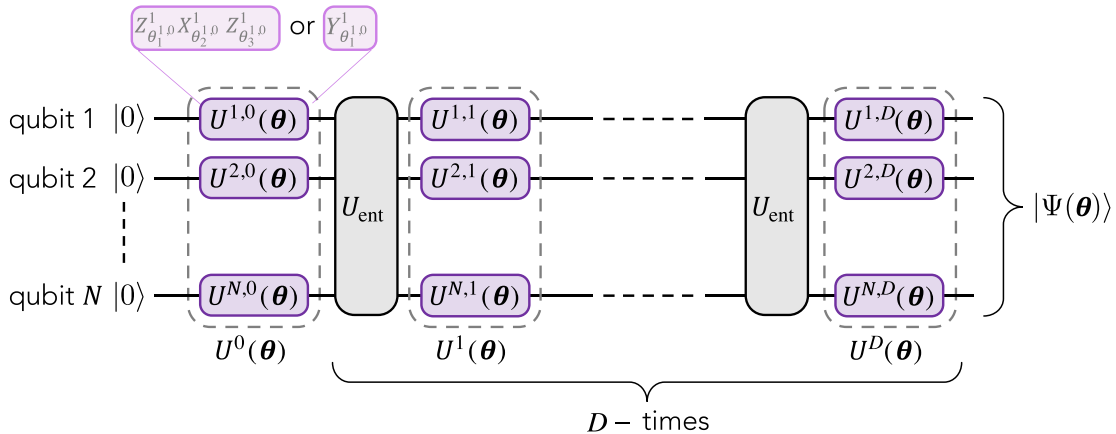 Z^1_{θ_1^{1,0}} X^1_{θ_2^{1,0}} Z^1_{θ_3^{1,0}} or Y^1_{θ_1^{1,0}}
qubit 1 |0⟩ U^{1,0}(θ) U^{1,1}(θ) U^{1,D}(θ)
qubit 2 |0⟩ U^{2,0}(θ) U_ent U^{2,1}(θ) U_ent U^{2,D}(θ) |Ψ(θ)⟩
qubit N |0⟩ U^{N,0}(θ) U^{N,1}(θ) U^{N,D}(θ)
U^0(θ) U^1(θ) U^D(θ)
D − times